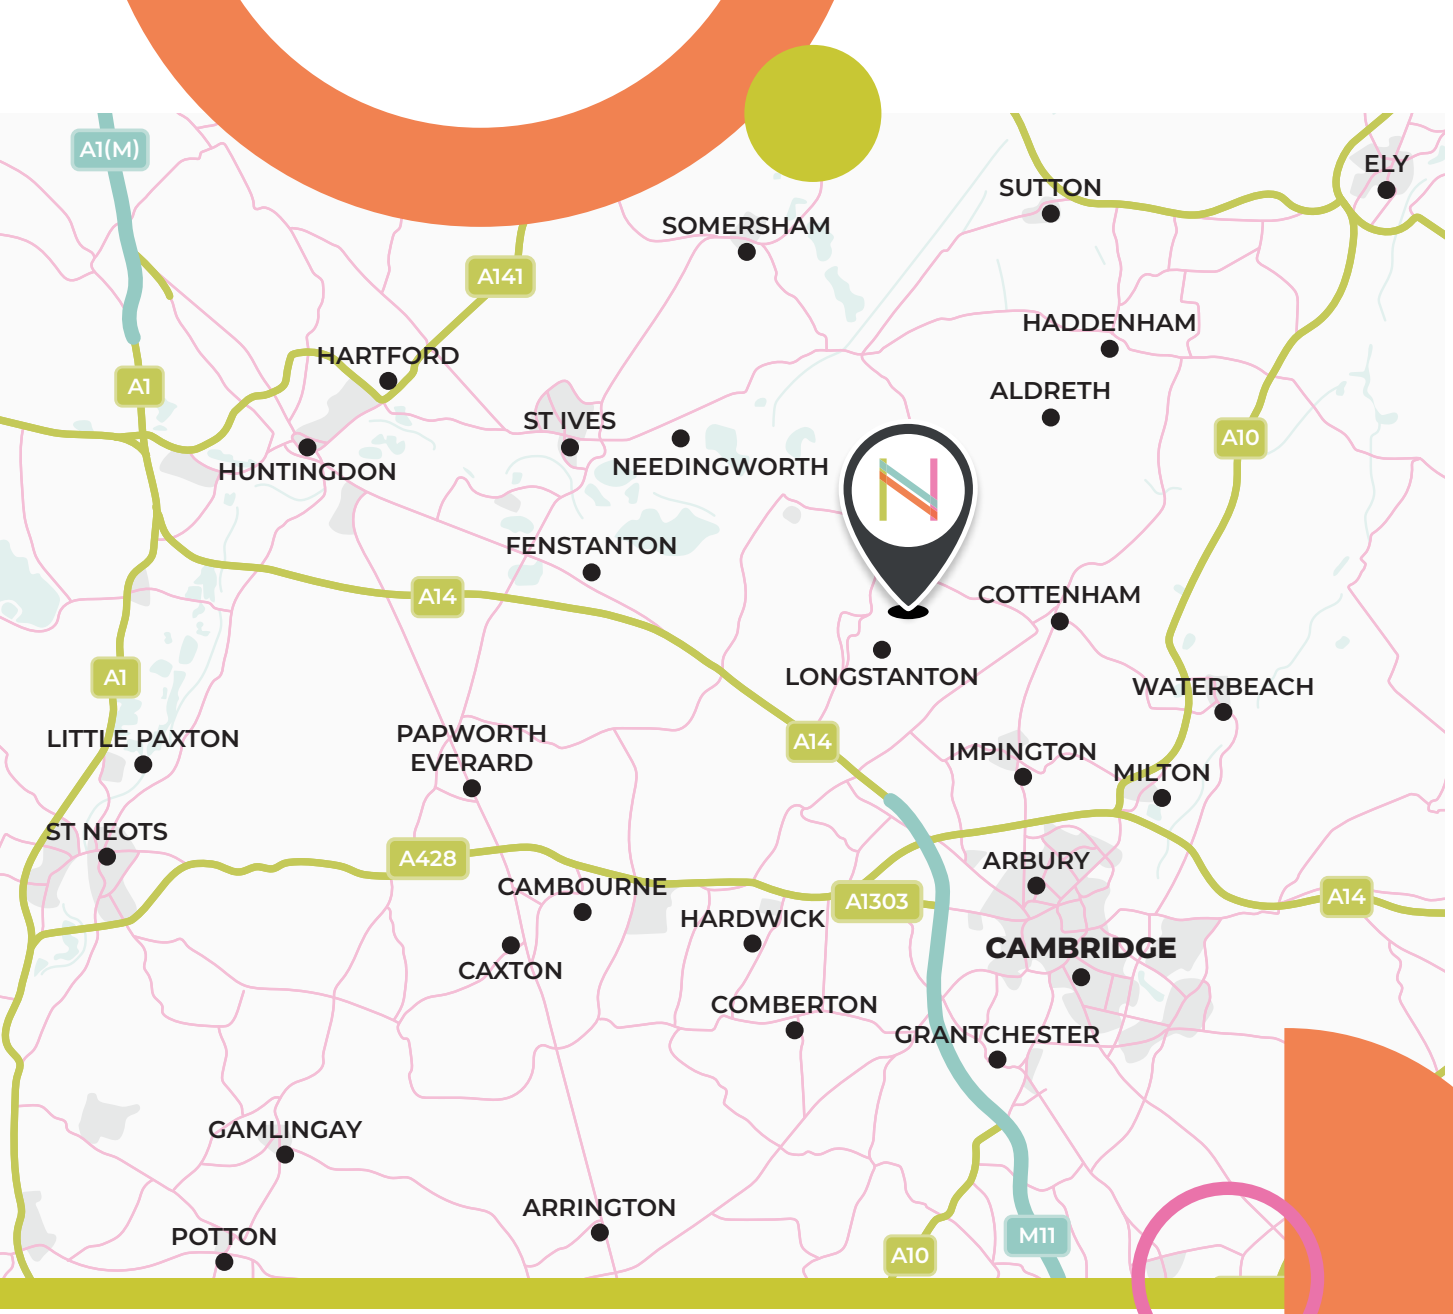 A1(M)
ELY
SUTTON
SOMERSHAM
A141
HADDENHAM
HARTFORD
A1
ALDRETH
ST IVES
A10
NEEDINGWORTH
HUNTINGDON
N
FENSTANTON
A14
COTTENHAM
LONGSTANTON
A1
WATERBEACH
LITTLE PAXTON
PAPWORTH
EVERARD
A14
IMPINGTON
MILTON
ST NEOTS
A428
ARBURY
CAMBOURNE
A1303
A14
HARDWICK
CAMBRIDGE
CAXTON
COMBERTON
GRANTCHESTER
GAMLINGAY
ARRINGTON
POTTON
M11
A10